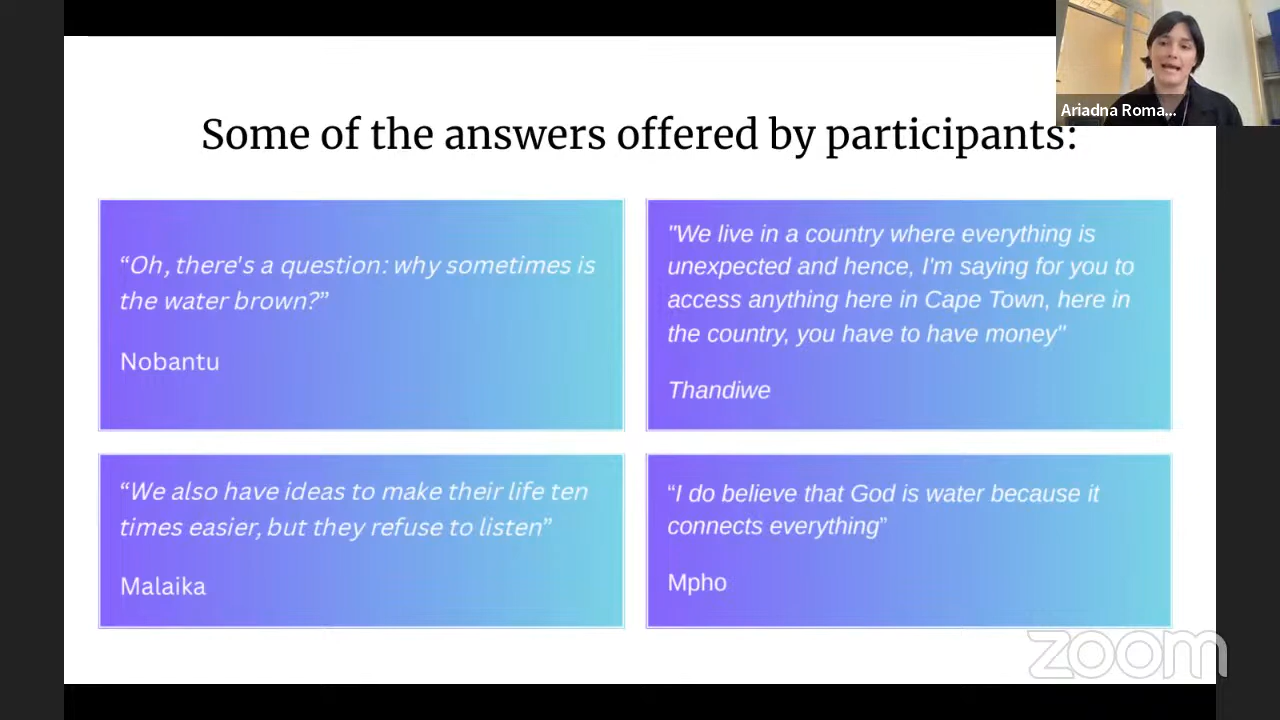 Ariadna Roma...
Some of the answers offered by participants:
“Oh, there's a question: why sometimes is
the water brown?”
Nobantu
"We live in a country where everything is
unexpected and hence, I'm saying for you to
access anything here in Cape Town, here in
the country, you have to have money"
Thandiwe
“We also have ideas to make their life ten
times easier, but they refuse to listen”
Malaika
“I do believe that God is water because it
connects everything”
Mpho
zoom